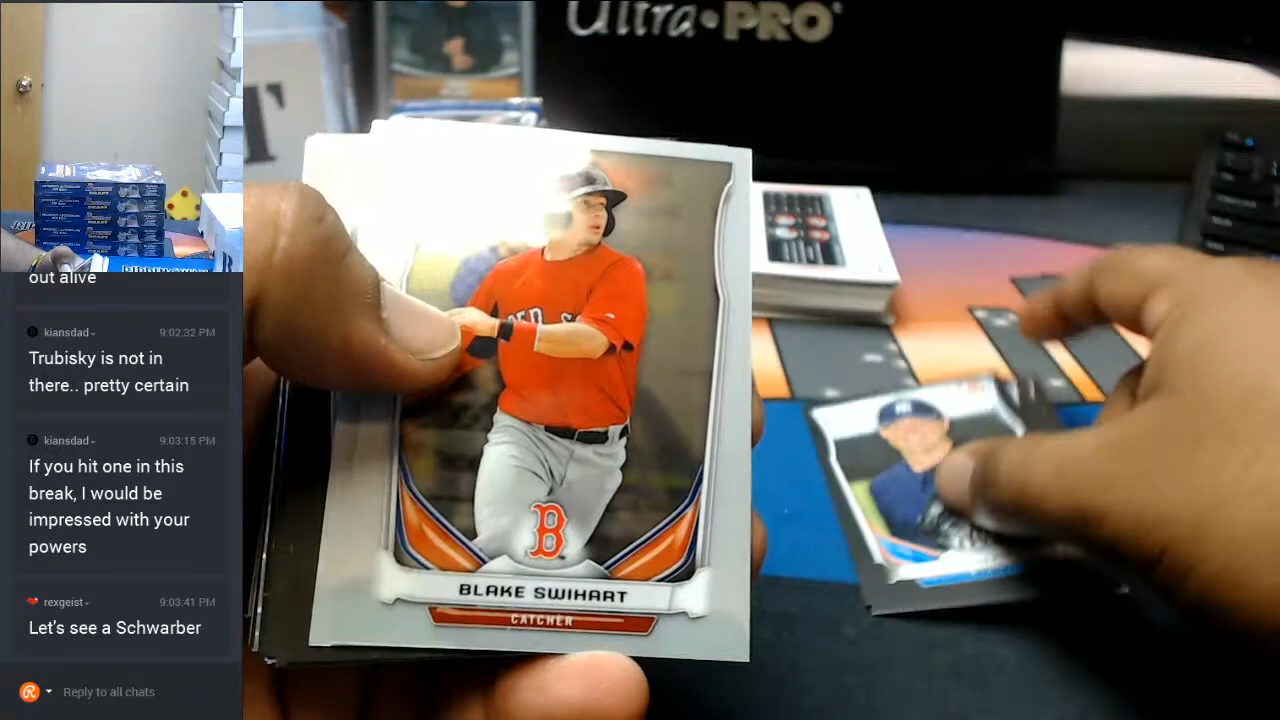 Ultra•PRO
out alive
kiansdad
9:02:32 PM
Trubisky is not in
there.. pretty certain
kiansdad
9:03:15 PM
If you hit one in this
break, I would be
impressed with your
powers
rexgeist
9:03:41 PM
Let's see a Schwarber
Reply to all chats
RED SO
B
BLAKE SWIHART
CATCHER